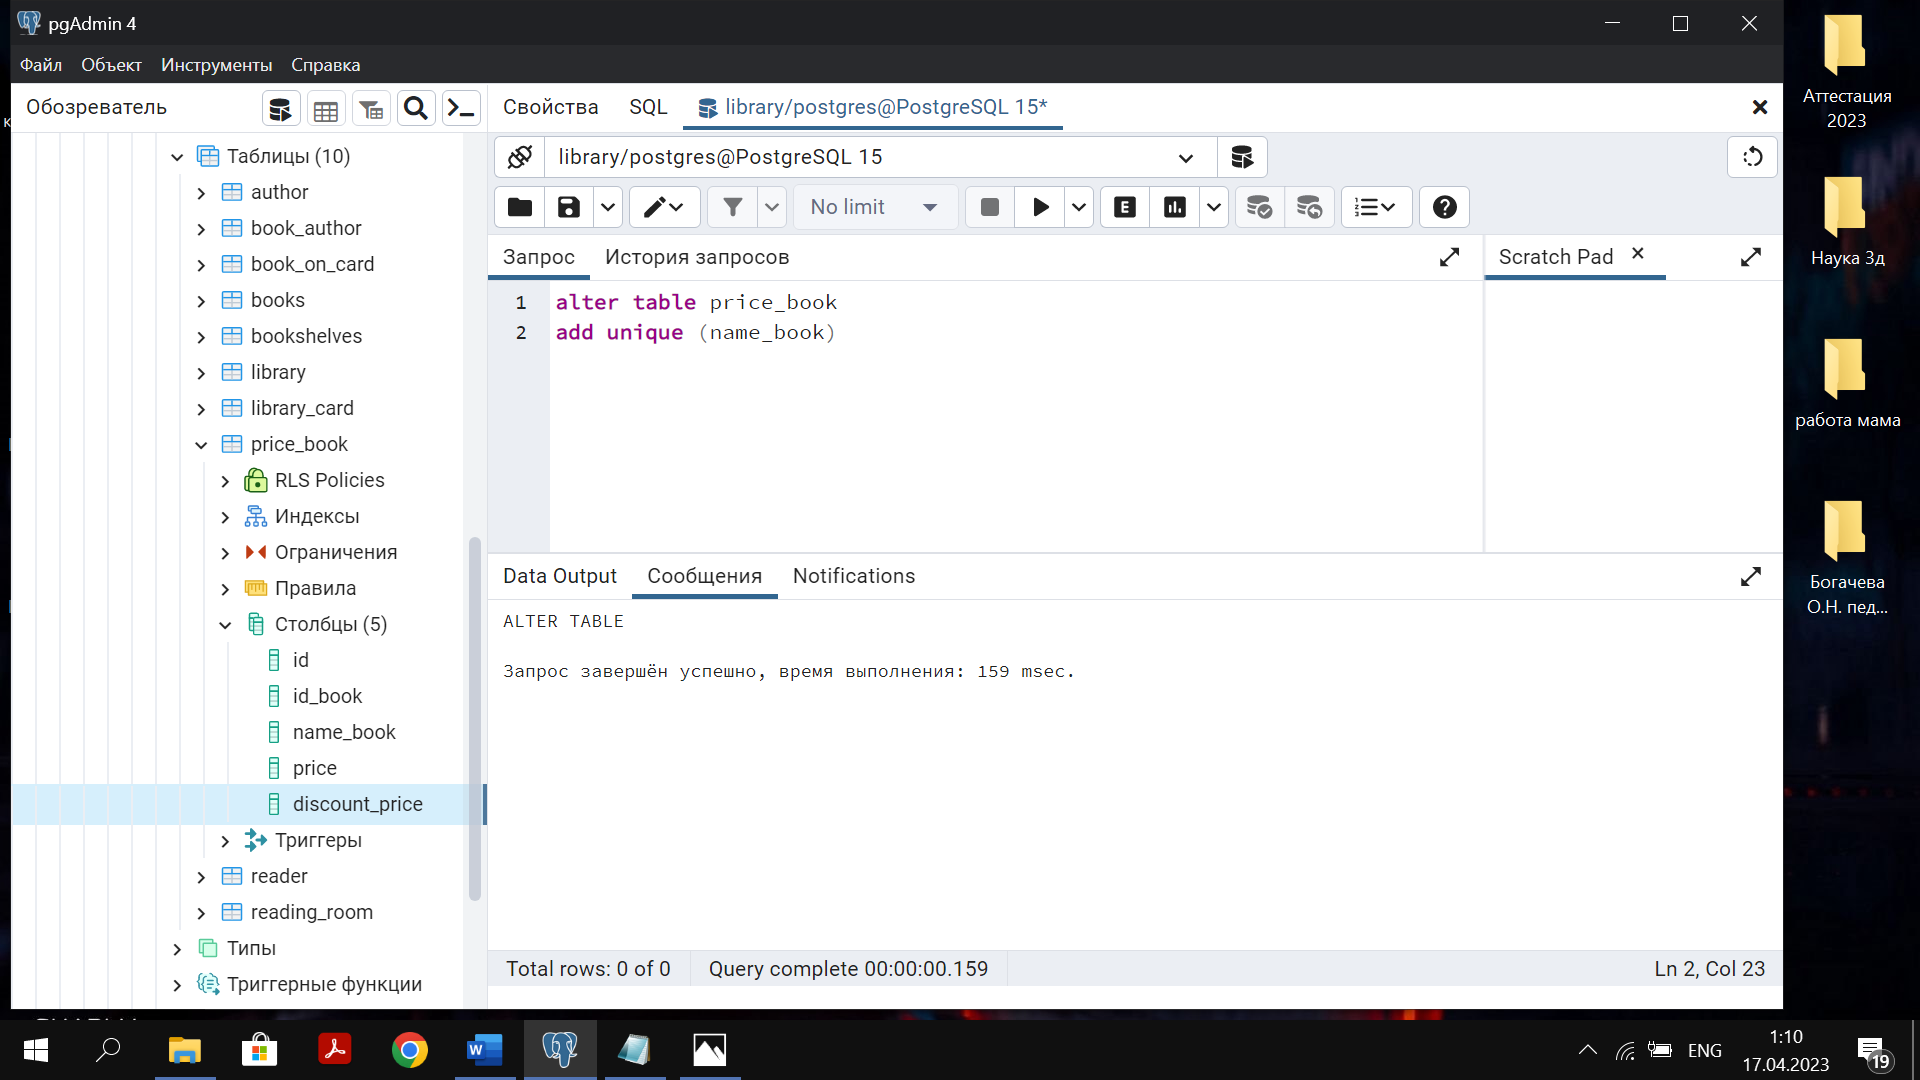 pgAdmin 4
Файл Объект Инструменты Справка
Обозреватель
Свойства SQL library/postgres@PostgreSQL 15*
library/postgres@PostgreSQL 15
No limit
E
Запрос История запросов
Scratch Pad
1 alter table price_book
2 add unique (name_book)
Таблицы (10)
author
book_author
book_on_card
books
bookshelves
library
library_card
price_book
RLS Policies
Индексы
Ограничения
Правила
Столбцы (5)
id
id_book
name_book
price
discount_price
Триггеры
reader
reading_room
Типы
Триггерные функции
Data Output Сообщения Notifications
ALTER TABLE
Запрос завершён успешно, время выполнения: 159 msec.
Total rows: 0 of 0 Query complete 00:00:00.159 Ln 2, Col 23
Аттестация
2023
Наука 3д
работа мама
Богачева
О.Н. пед...
W
ENG
1:10
17.04.2023
19